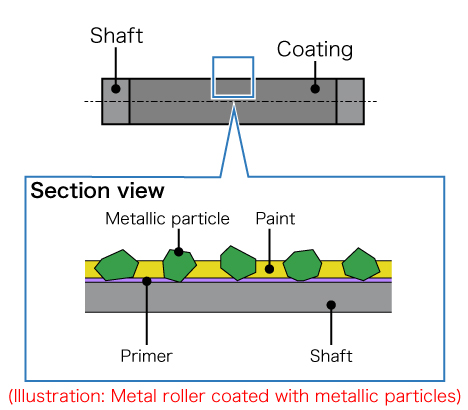 Shaft
Coating
Section view
Metallic particle
Paint
Primer
Shaft
(Illustration: Metal roller coated with metallic particles)